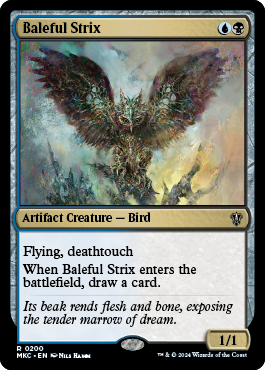 Baleful Strix
Artifact Creature — Bird
Flying, deathtouch
When Baleful Strix enters the
battlefield, draw a card.
Its beak rends flesh and bone, exposing
the tender marrow of dream.
1/1
R 0200
MKC • EN Nils Hamm
™ & © 2024 Wizards of the Coast